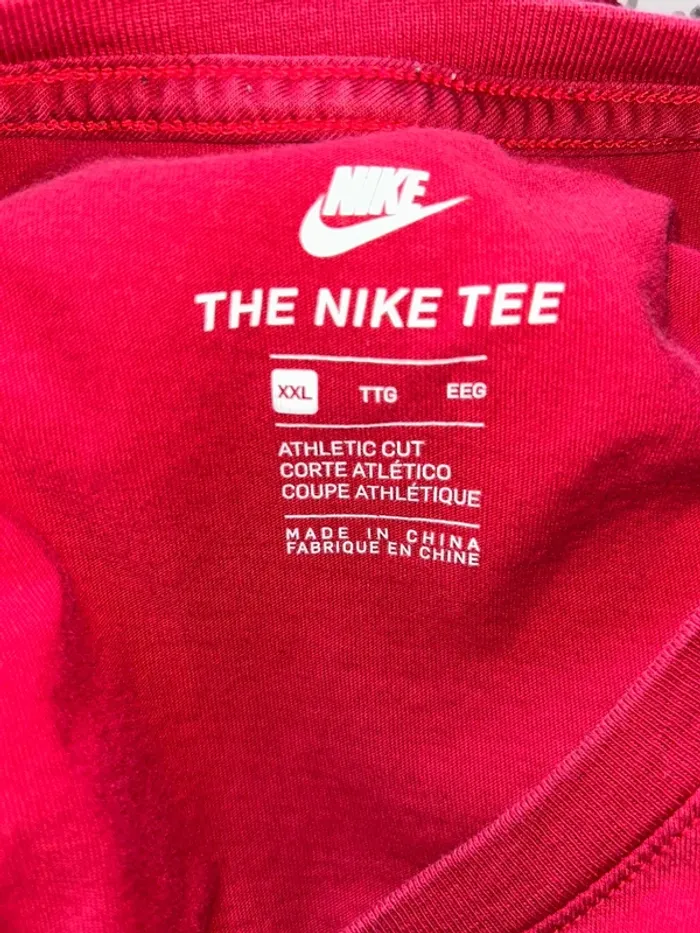 NIKE
THE NIKE TEE
XXL TTG EEG
ATHLETIC CUT
CORTE ATLÉTICO
COUPE ATHLÉTIQUE
MADE IN CHINA
FABRIQUE EN CHINE